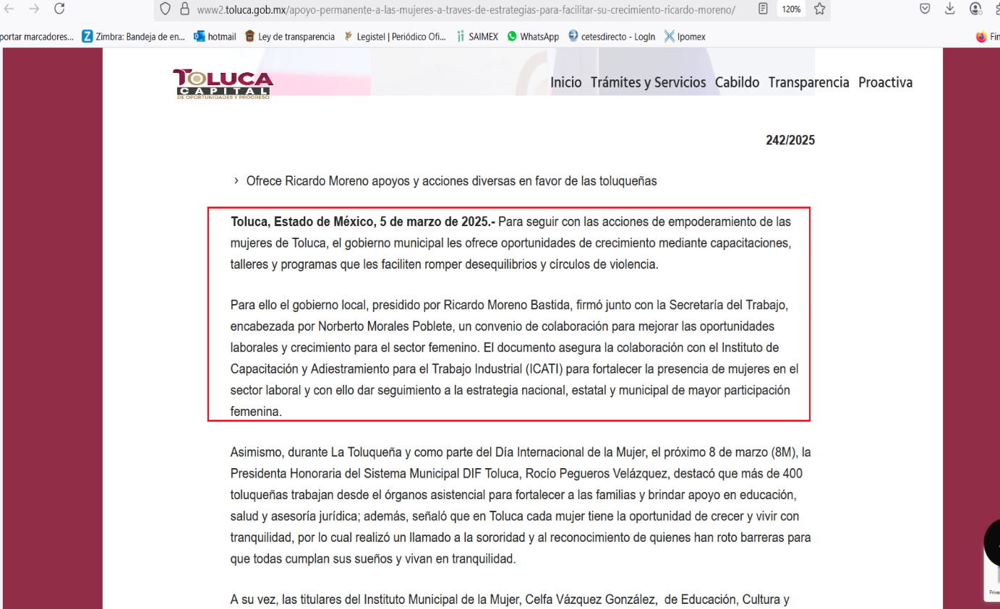 www2.toluca.gob.mx/apoyo-permanente-a-las-mujeres-a-traves-de-estrategias-para-facilitar-su-crecimiento-ricardo-moreno/
120%
portar marcadores...
Zimbra: Bandeja de en...
hotmail
Ley de transparencia
Legistel | Periódico Ofi...
SAIMEX
WhatsApp
cetesdirecto - LogIn
Ipomex
TOLUCA
CAPITAL
DE OPORTUNIDADES Y PROGRESO
Inicio Trámites y Servicios Cabildo Transparencia Proactiva
242/2025
› Ofrece Ricardo Moreno apoyos y acciones diversas en favor de las toluqueñas
Toluca, Estado de México, 5 de marzo de 2025.- Para seguir con las acciones de empoderamiento de las
mujeres de Toluca, el gobierno municipal les ofrece oportunidades de crecimiento mediante capacitaciones,
talleres y programas que les faciliten romper desequilibrios y círculos de violencia.
Para ello el gobierno local, presidido por Ricardo Moreno Bastida, firmó junto con la Secretaría del Trabajo,
encabezada por Norberto Morales Poblete, un convenio de colaboración para mejorar las oportunidades
laborales y crecimiento para el sector femenino. El documento asegura la colaboración con el Instituto de
Capacitación y Adiestramiento para el Trabajo Industrial (ICATI) para fortalecer la presencia de mujeres en el
sector laboral y con ello dar seguimiento a la estrategia nacional, estatal y municipal de mayor participación
femenina.
Asimismo, durante La Toluqueña y como parte del Día Internacional de la Mujer, el próximo 8 de marzo (8M), la
Presidenta Honoraria del Sistema Municipal DIF Toluca, Rocío Pegueros Velázquez, destacó que más de 400
toluqueñas trabajan desde el órganos asistencial para fortalecer a las familias y brindar apoyo en educación,
salud y asesoría jurídica; además, señaló que en Toluca cada mujer tiene la oportunidad de crecer y vivir con
tranquilidad, por lo cual realizó un llamado a la sororidad y al reconocimiento de quienes han roto barreras para
que todas cumplan sus sueños y vivan en tranquilidad.
A su vez, las titulares del Instituto Municipal de la Mujer, Celfa Vázquez González, de Educación, Cultura y